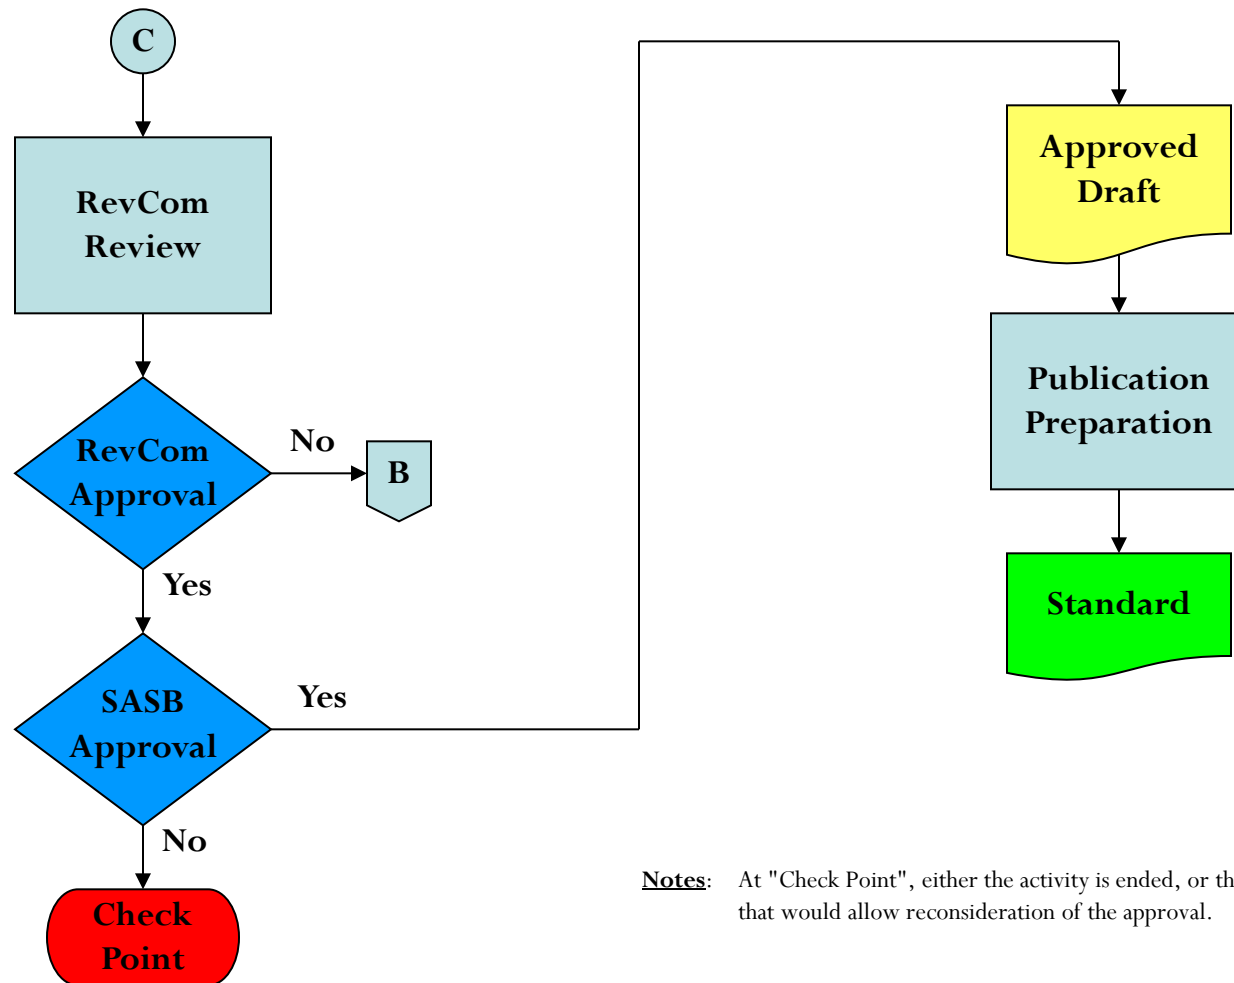 C
RevCom
Review
RevCom
Approval
No
B
Yes
SASB
Approval
Yes
No
Check
Point
Approved
Draft
Publication
Preparation
Standard
Notes: At "Check Point", either the activity is ended, or th
that would allow reconsideration of the approval.